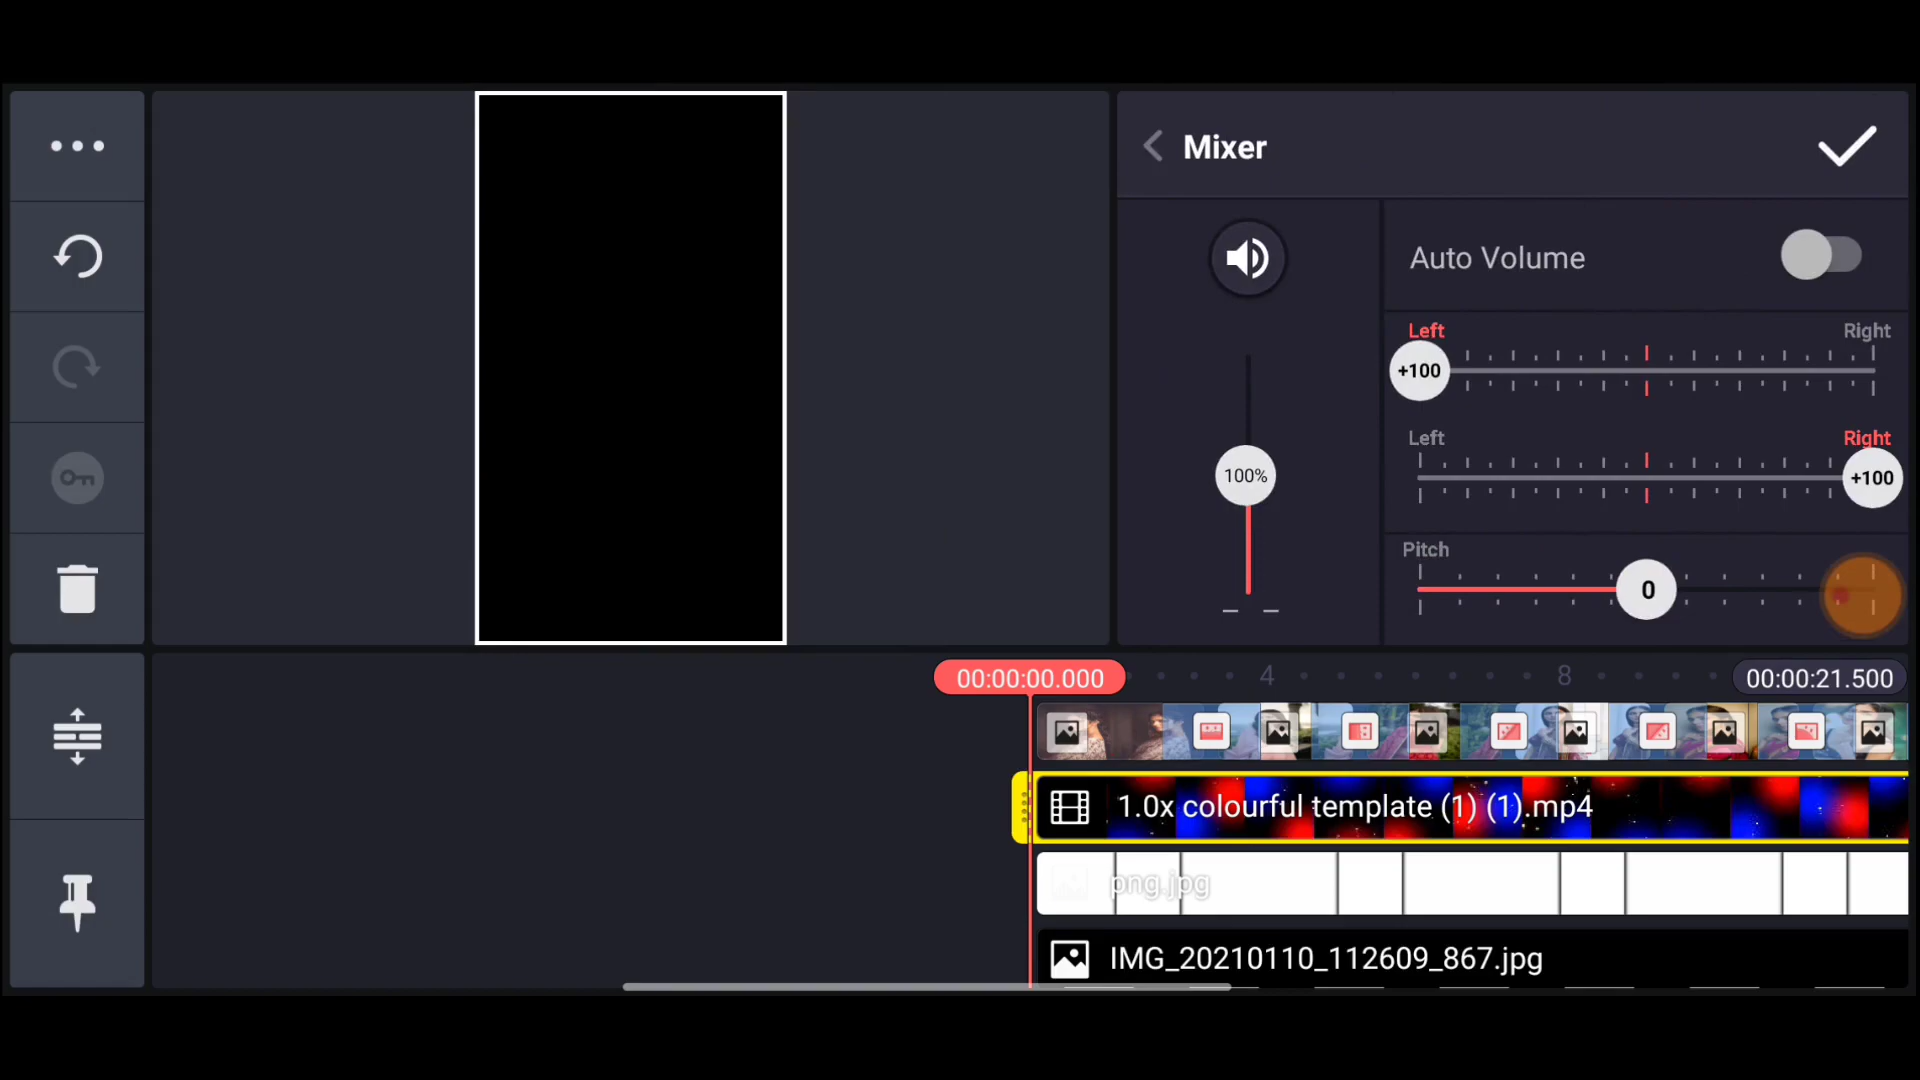 Mixer
Auto Volume
Left
Right
+100
Left
Right
+100
100%
Pitch
0
00:00:00.000
4
8
00:00:21.500
1.0x colourful template (1) (1).mp4
png.jpg
IMG_20210110_112609_867.jpg